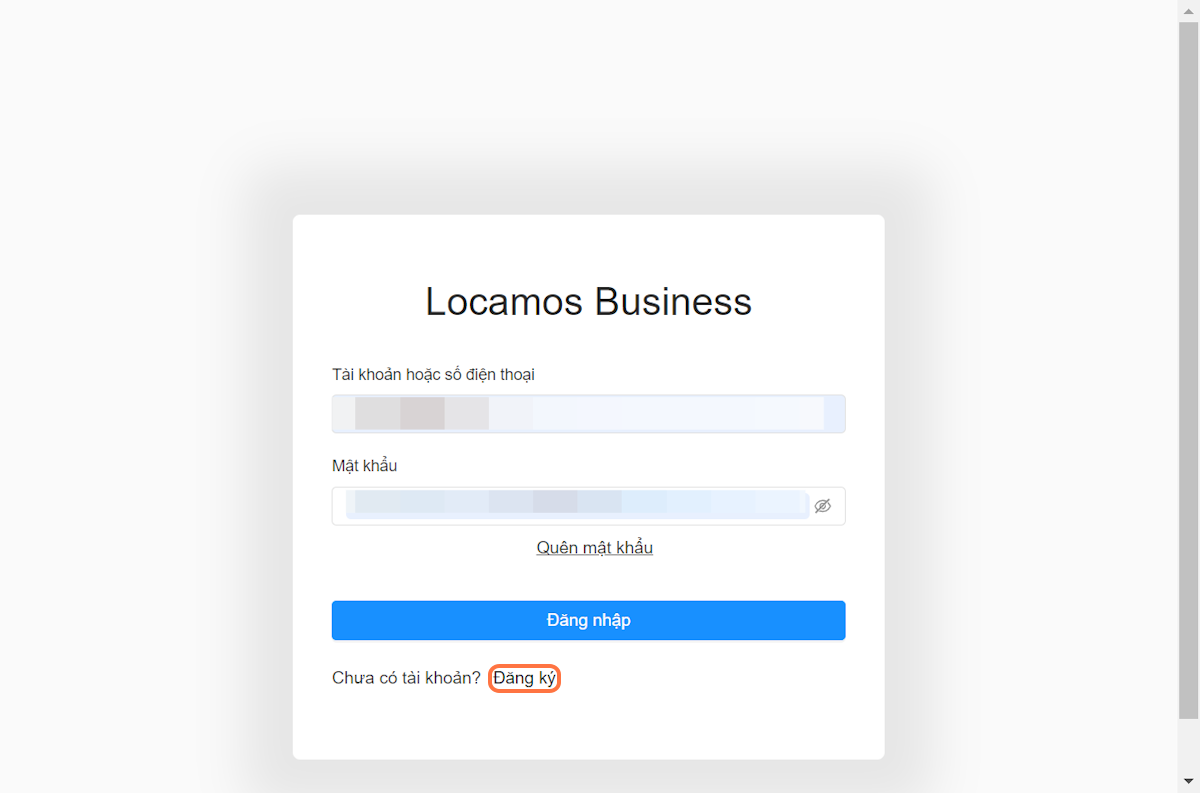 Locamos Business
Tài khoản hoặc số điện thoại
Mật khẩu
Quên mật khẩu
Đăng nhập
Chưa có tài khoản? Đăng ký